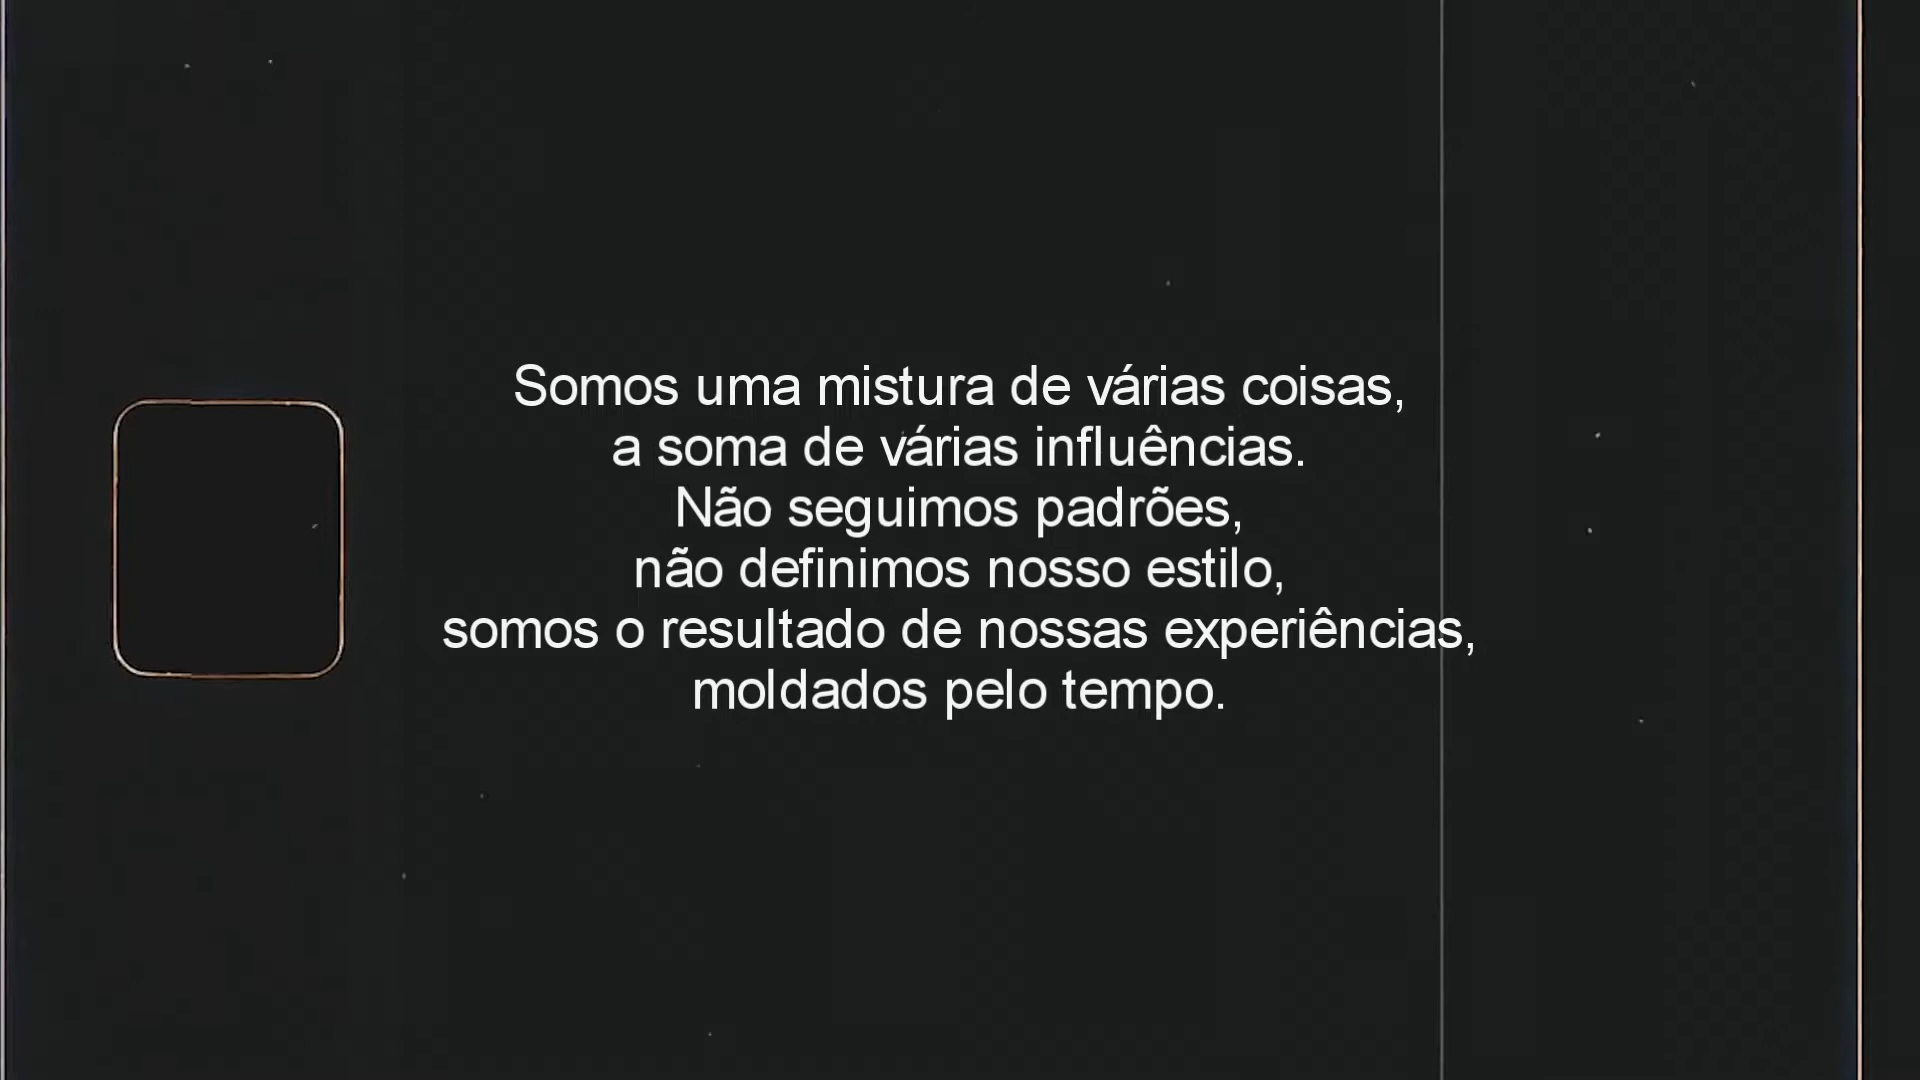 Somos uma mistura de várias coisas,
a soma de várias influências.
Não seguimos padrões,
não definimos nosso estilo,
somos o resultado de nossas experiências,
moldados pelo tempo.